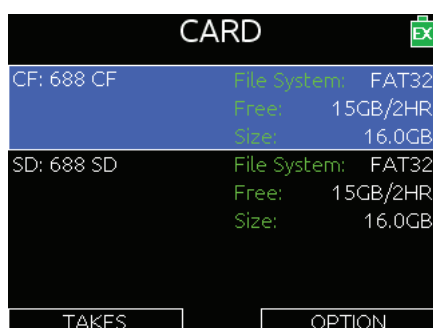 CARD EX
CF: 688 CF File System: FAT32
Free: 15GB/2HR
Size: 16.0GB
SD: 688 SD File System: FAT32
Free: 15GB/2HR
Size: 16.0GB
TAKES OPTION